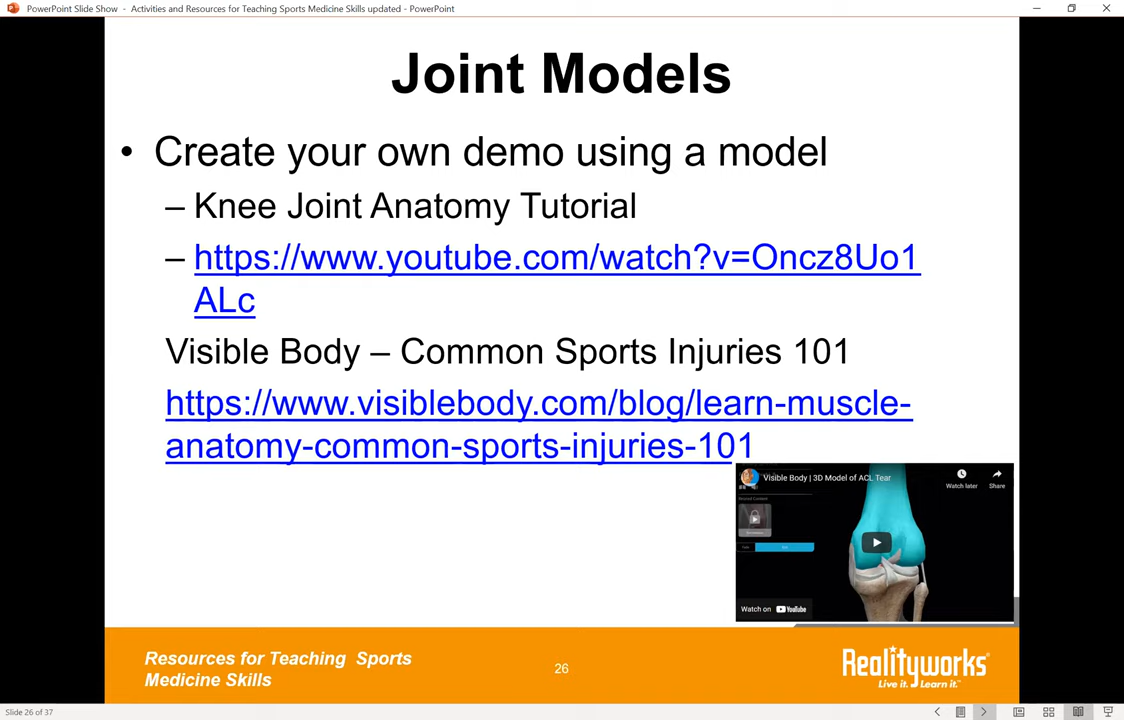 PowerPoint Slide Show - Activities and Resources for Teaching Sports Medicine Skills updated - PowerPoint
Joint Models
• Create your own demo using a model
– Knee Joint Anatomy Tutorial
– https://www.youtube.com/watch?v=Oncz8Uo1
ALc
Visible Body – Common Sports Injuries 101
https://www.visiblebody.com/blog/learn-muscle-
anatomy-common-sports-injuries-101
Visible Body | 3D Model of ACL Tear
Watch later
Share
Watch on YouTube
Resources for Teaching Sports
Medicine Skills
26
Realityworks
Live it. Learn it.™
Slide 26 of 37